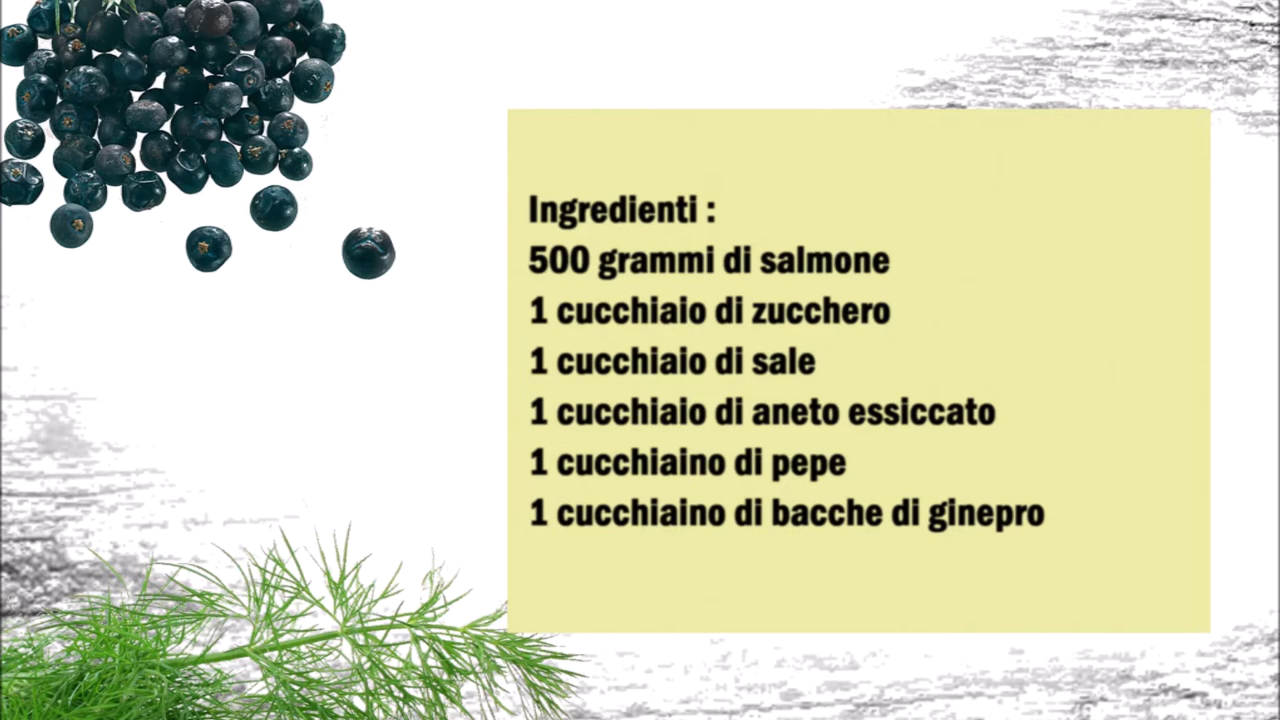 Ingredienti :
500 grammi di salmone
1 cucchiaio di zucchero
1 cucchiaio di sale
1 cucchiaio di aneto essiccato
1 cucchiaino di pepe
1 cucchiaino di bacche di ginepro